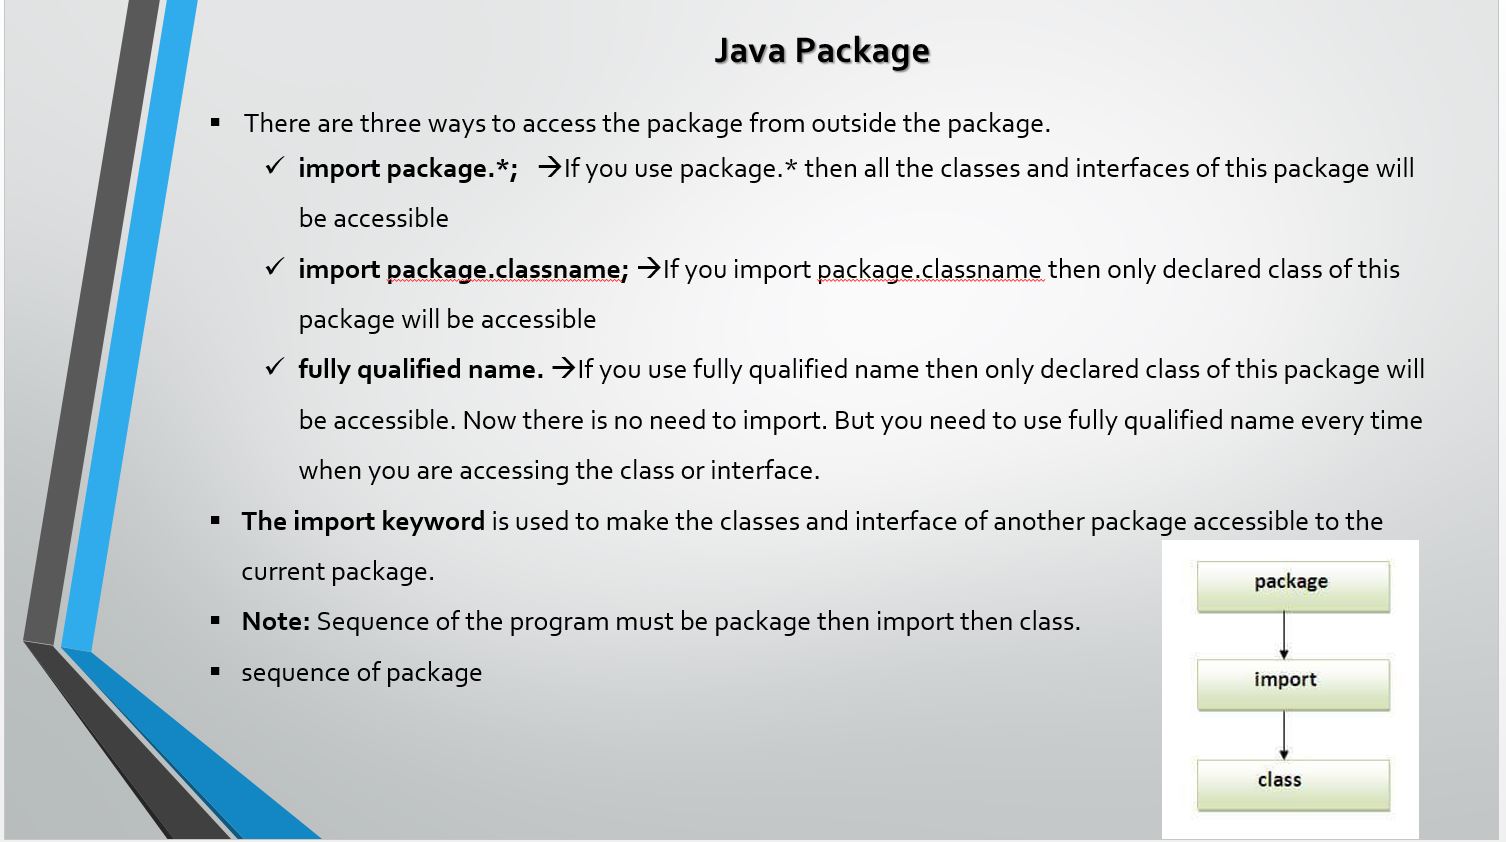 Java Package
▪ There are three ways to access the package from outside the package.
✓ import package.*; →If you use package.* then all the classes and interfaces of this package will
be accessible
✓ import package.classname; →If you import package.classname then only declared class of this
package will be accessible
✓ fully qualified name. →If you use fully qualified name then only declared class of this package will
be accessible. Now there is no need to import. But you need to use fully qualified name every time
when you are accessing the class or interface.
▪ The import keyword is used to make the classes and interface of another package accessible to the
current package.
▪ Note: Sequence of the program must be package then import then class.
▪ sequence of package
package
import
class